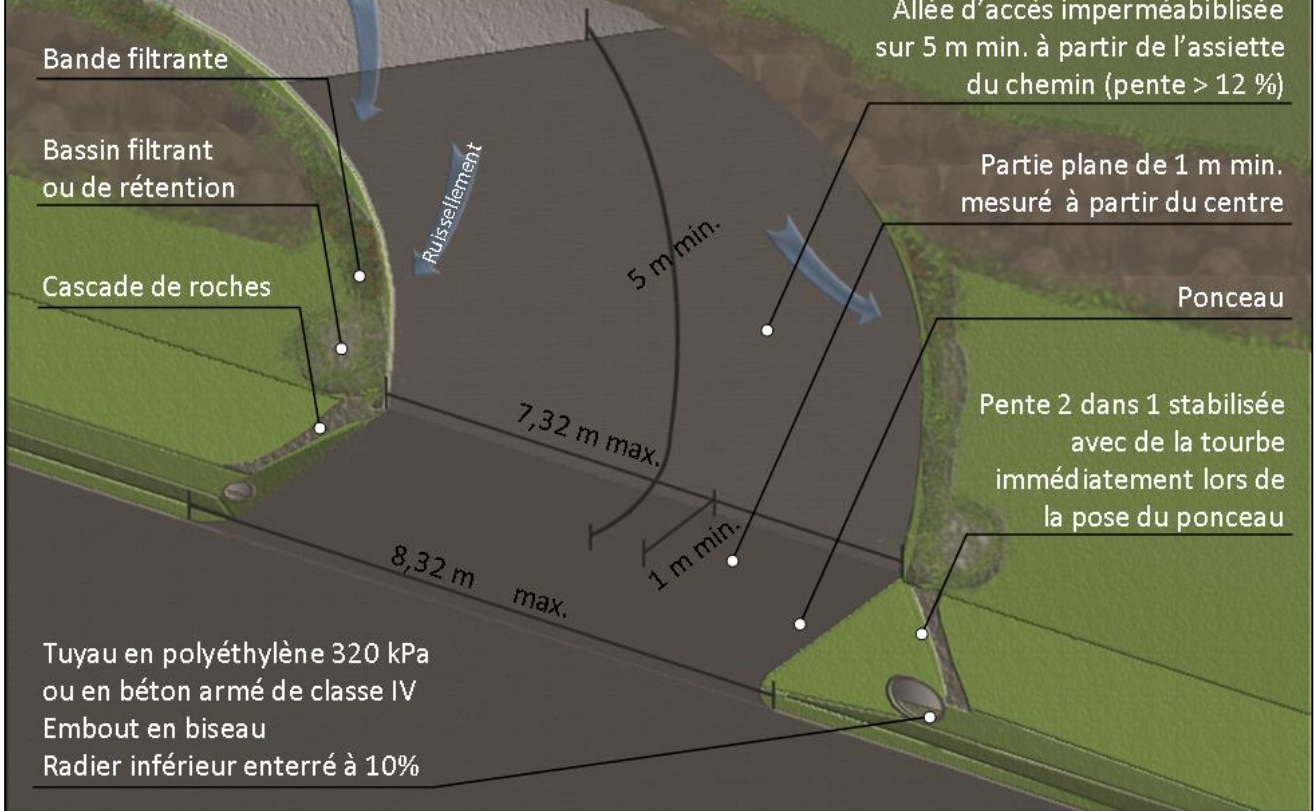 Allée d'accès imperméabiblisée
sur 5 m min. à partir de l'assiette
du chemin (pente > 12 %)
Bande filtrante
Bassin filtrant
ou de rétention
Ruissellement
Partie plane de 1 m min.
mesuré à partir du centre
5 m min.
Cascade de roches
Ponceau
7,32 m max.
Pente 2 dans 1 stabilisée
avec de la tourbe
immédiatement lors de
la pose du ponceau
1 m min.
8,32 m max.
Tuyau en polyéthylène 320 kPa
ou en béton armé de classe IV
Embout en biseau
Radier inférieur enterré à 10%